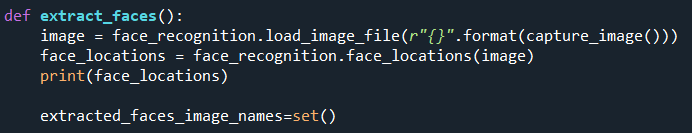 def extract_faces():
    image = face_recognition.load_image_file(r"{}".format(capture_image()))
    face_locations = face_recognition.face_locations(image)
    print(face_locations)
    extracted_faces_image_names=set()